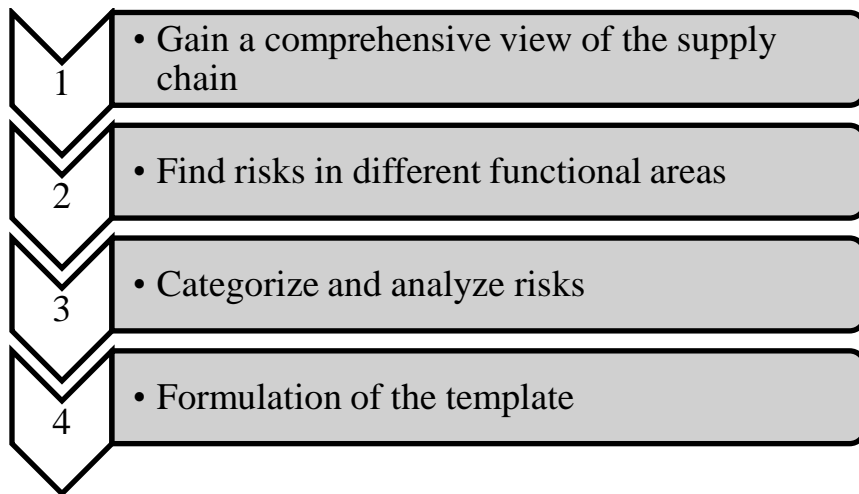 1
• Gain a comprehensive view of the supply
chain
2
• Find risks in different functional areas
3
• Categorize and analyze risks
4
• Formulation of the template